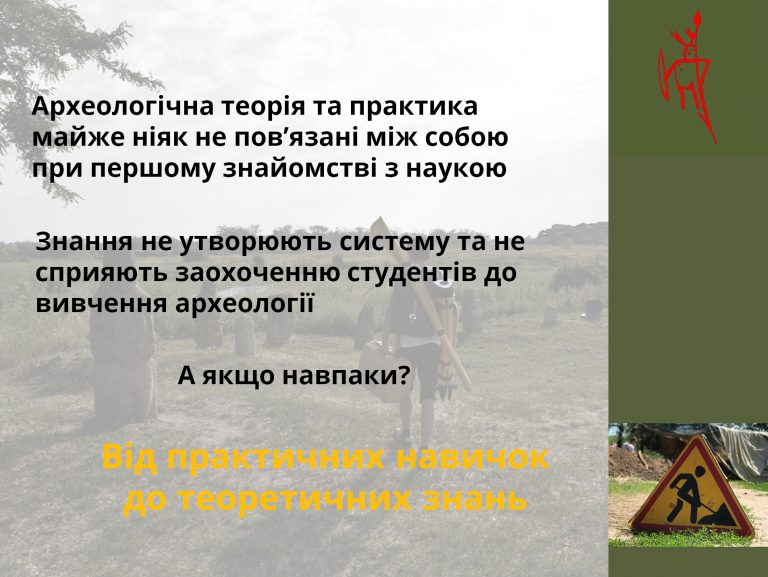 Археологічна теорія та практика
майже ніяк не пов’язані між собою
при першому знайомстві з наукою
Знання не утворюють систему та не
сприяють заохоченню студентів до
вивчення археології
А якщо навпаки?
Від практичних навичок
до теоретичних знань